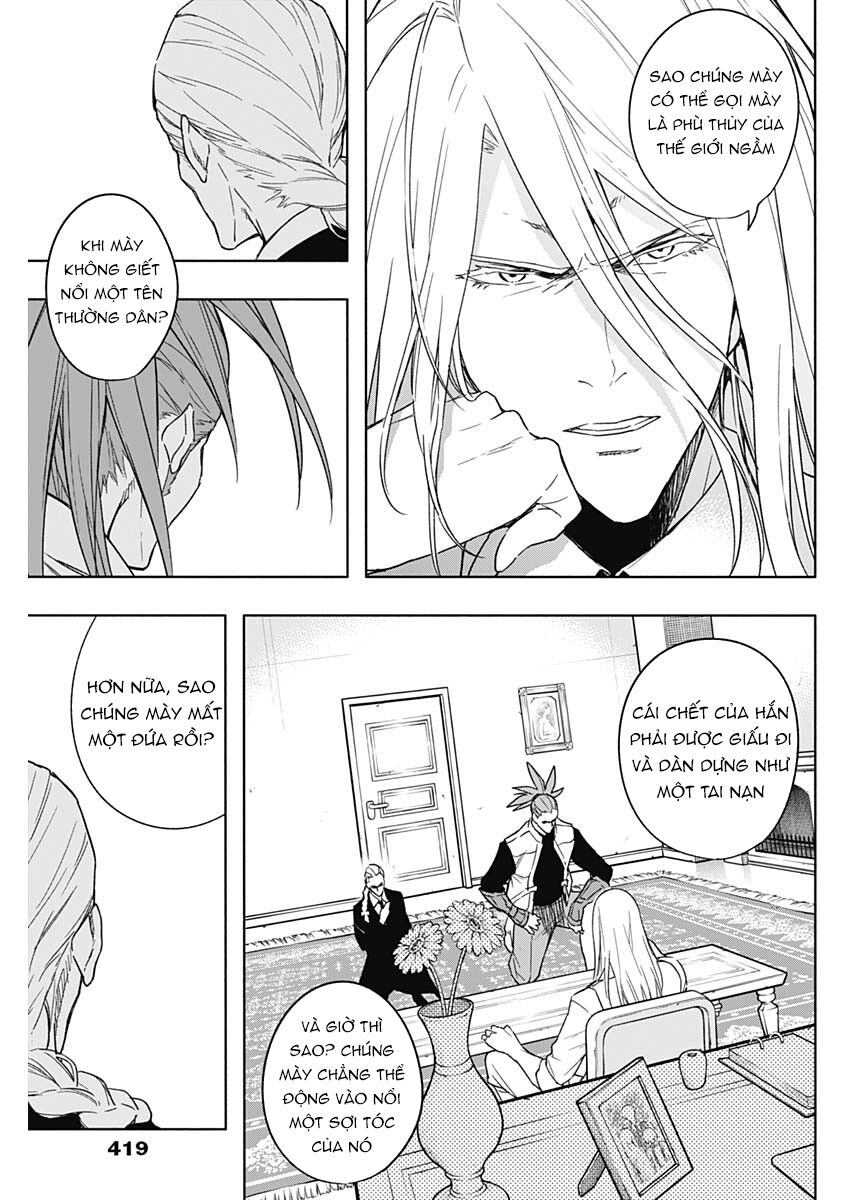 SAO CHÚNG MÀY
CÓ THỂ GỌI MÀY
LÀ PHÙ THỦY CỦA
THẾ GIỚI NGẦM
KHI MÀY
KHÔNG GIẾT
NỔI MỘT TÊN
THƯỜNG DÂN?
CÁI CHẾT CỦA HẮN
PHẢI ĐƯỢC GIẤU ĐI
VÀ DÀN DỰNG NHƯ
MỘT TAI NẠN
VÀ GIỜ THÌ
SAO? CHÚNG
MÀY CHẲNG THỂ
ĐỘNG VÀO NỔI
MỘT SỢI TÓC
CỦA NÓ
HƠN NỮA, SAO
CHÚNG MÀY MẤT
MỘT ĐỨA RỒI?
419